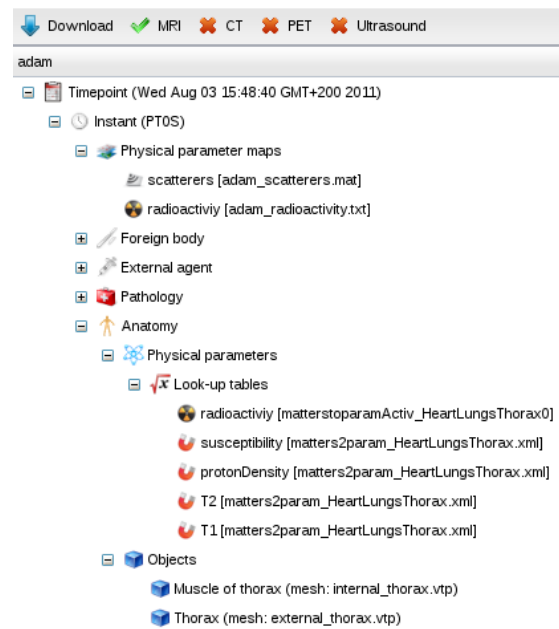 Download MRI CT PET Ultrasound
adam
Timepoint (Wed Aug 03 15:48:40 GMT+200 2011)
Instant (PT0S)
Physical parameter maps
scatterers [adam_scatterers.mat]
radioactiviy [adam_radioactivity.txt]
Foreign body
External agent
Pathology
Anatomy
Physical parameters
Look-up tables
radioactiviy [matterstoparamActiv_HeartLungsThorax0]
susceptibility [matters2param_HeartLungsThorax.xml]
protonDensity [matters2param_HeartLungsThorax.xml]
T2 [matters2param_HeartLungsThorax.xml]
T1 [matters2param_HeartLungsThorax.xml]
Objects
Muscle of thorax (mesh: internal_thorax.vtp)
Thorax (mesh: external_thorax.vtp)